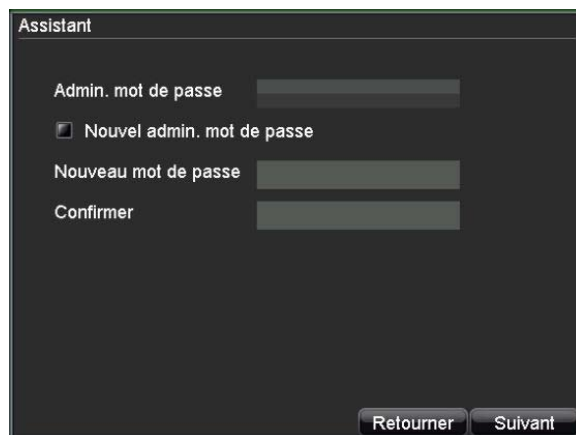 Assistant
Admin. mot de passe
Nouvel admin. mot de passe
Nouveau mot de passe
Confirmer
Retourner Suivant